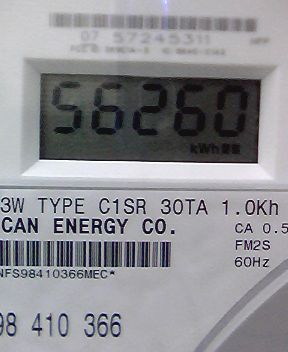 07 57245311
56260
kWh
3W TYPE C1SR 30TA 1.0Kh
CAN ENERGY CO.
CA 0.5
FM2S
60Hz
NFS98410366MEC*
98 410 366